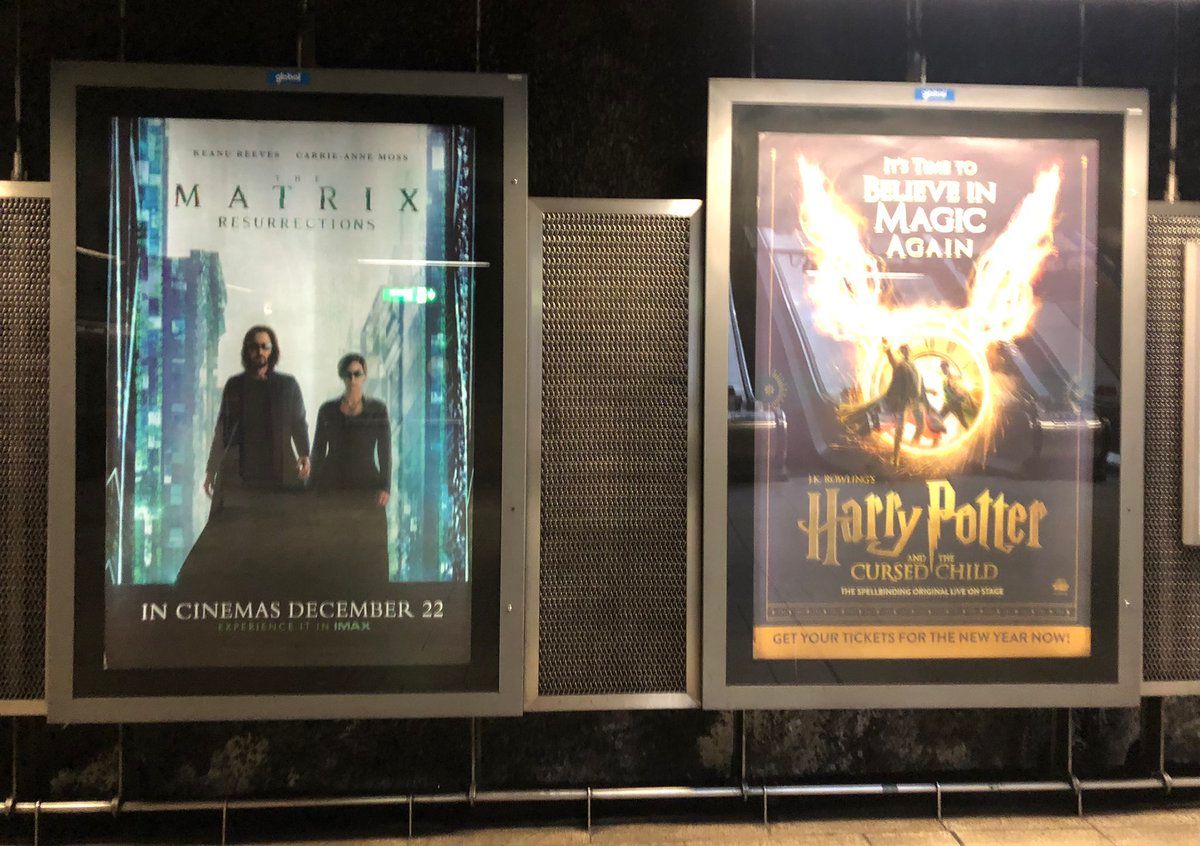 global
KEANU REEVES CARRIE-ANNE MOSS
THE
MATRIX
RESURRECTIONS
IN CINEMAS DECEMBER 22
EXPERIENCE IT IN IMAX
global
IT'S TIME TO
BELIEVE IN
MAGIC
AGAIN
J.K. ROWLING'S
Harry Potter
AND THE
CURSED CHILD
THE SPELLBINDING ORIGINAL LIVE ON STAGE
GET YOUR TICKETS FOR THE NEW YEAR NOW!